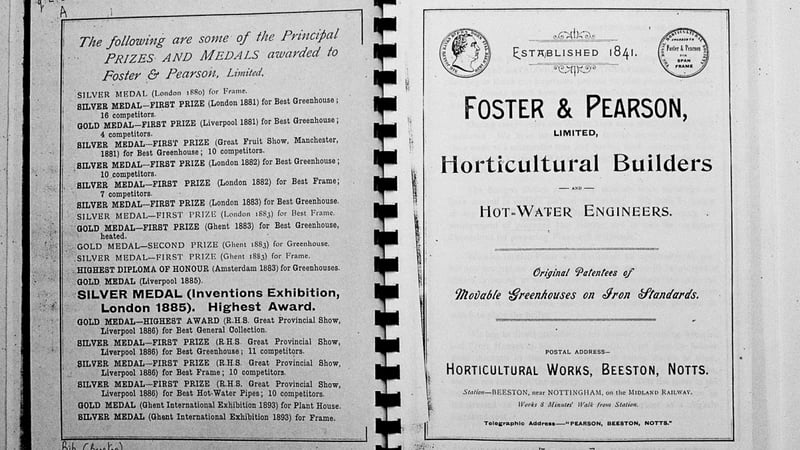 A
The following are some of the Principal
PRIZES AND MEDALS awarded to
Foster & Pearson, Limited.
SILVER MEDAL (London 1880) for Frame.
SILVER MEDAL—FIRST PRIZE (London 1881) for Best Greenhouse;
16 competitors.
GOLD MEDAL—FIRST PRIZE (Liverpool 1881) for Best Greenhouse;
4 competitors.
SILVER MEDAL—FIRST PRIZE (Great Fruit Show, Manchester,
1881) for Best Greenhouse; 10 competitors.
SILVER MEDAL—FIRST PRIZE (London 1882) for Best Greenhouse;
10 competitors.
SILVER MEDAL—FIRST PRIZE (London 1882) for Best Frame;
7 competitors.
SILVER MEDAL—FIRST PRIZE (London 1883) for Best Greenhouse.
SILVER MEDAL—FIRST PRIZE (London 1883) for Best Frame.
GOLD MEDAL—FIRST PRIZE (Ghent 1883) for Best Greenhouse,
heated.
GOLD MEDAL—SECOND PRIZE (Ghent 1883) for Greenhouse.
SILVER MEDAL—FIRST PRIZE (Ghent 1883) for Frame.
HIGHEST DIPLOMA OF HONOUR (Amsterdam 1883) for Greenhouses.
GOLD MEDAL (Liverpool 1885).
SILVER MEDAL (Inventions Exhibition,
London 1885). Highest Award.
GOLD MEDAL—HIGHEST AWARD (R.H.S. Great Provincial Show,
Liverpool 1886) for Best General Collection.
SILVER MEDAL—FIRST PRIZE (R.H.S. Great Provincial Show,
Liverpool 1886) for Best Greenhouse; 11 competitors.
SILVER MEDAL—FIRST PRIZE (R.H.S. Great Provincial Show,
Liverpool 1886) for Best Frame; 10 competitors.
SILVER MEDAL—FIRST PRIZE (R.H.S. Great Provincial Show,
Liverpool 1886) for Best Hot-Water Pipes; 10 competitors.
GOLD MEDAL (Ghent International Exhibition 1893) for Plant House.
SILVER MEDAL (Ghent International Exhibition 1893) for Frame.
ESTABLISHED 1841.
Foster & Pearson
FOR
SPAN
FRAME
FOSTER & PEARSON,
LIMITED,
Horticultural Builders
AND
HOT-WATER ENGINEERS.
Original Patentees of
Movable Greenhouses on Iron Standards.
POSTAL ADDRESS—
HORTICULTURAL WORKS, BEESTON, NOTTS.
Station—BEESTON, near NOTTINGHAM, on the MIDLAND RAILWAY.
Works 8 Minutes' Walk from Station.
Telegraphic Address—"PEARSON, BEESTON, NOTTS."